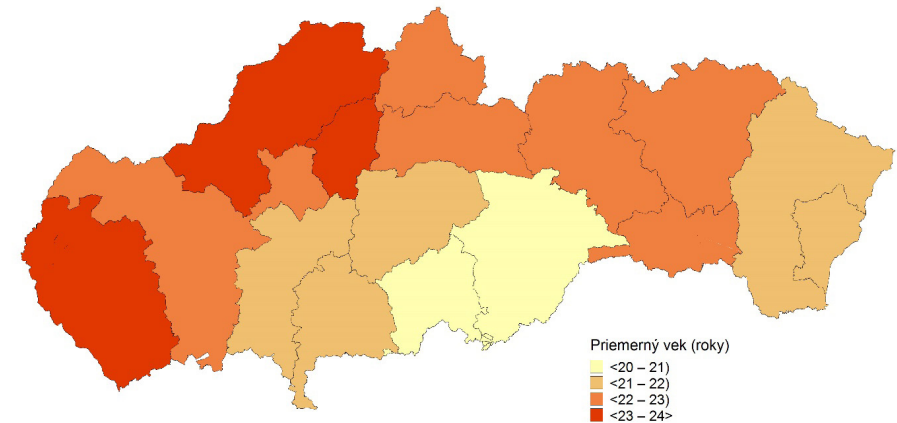 Priemerný vek (roky)
<20 – 21)
<21 – 22)
<22 – 23)
<23 – 24>